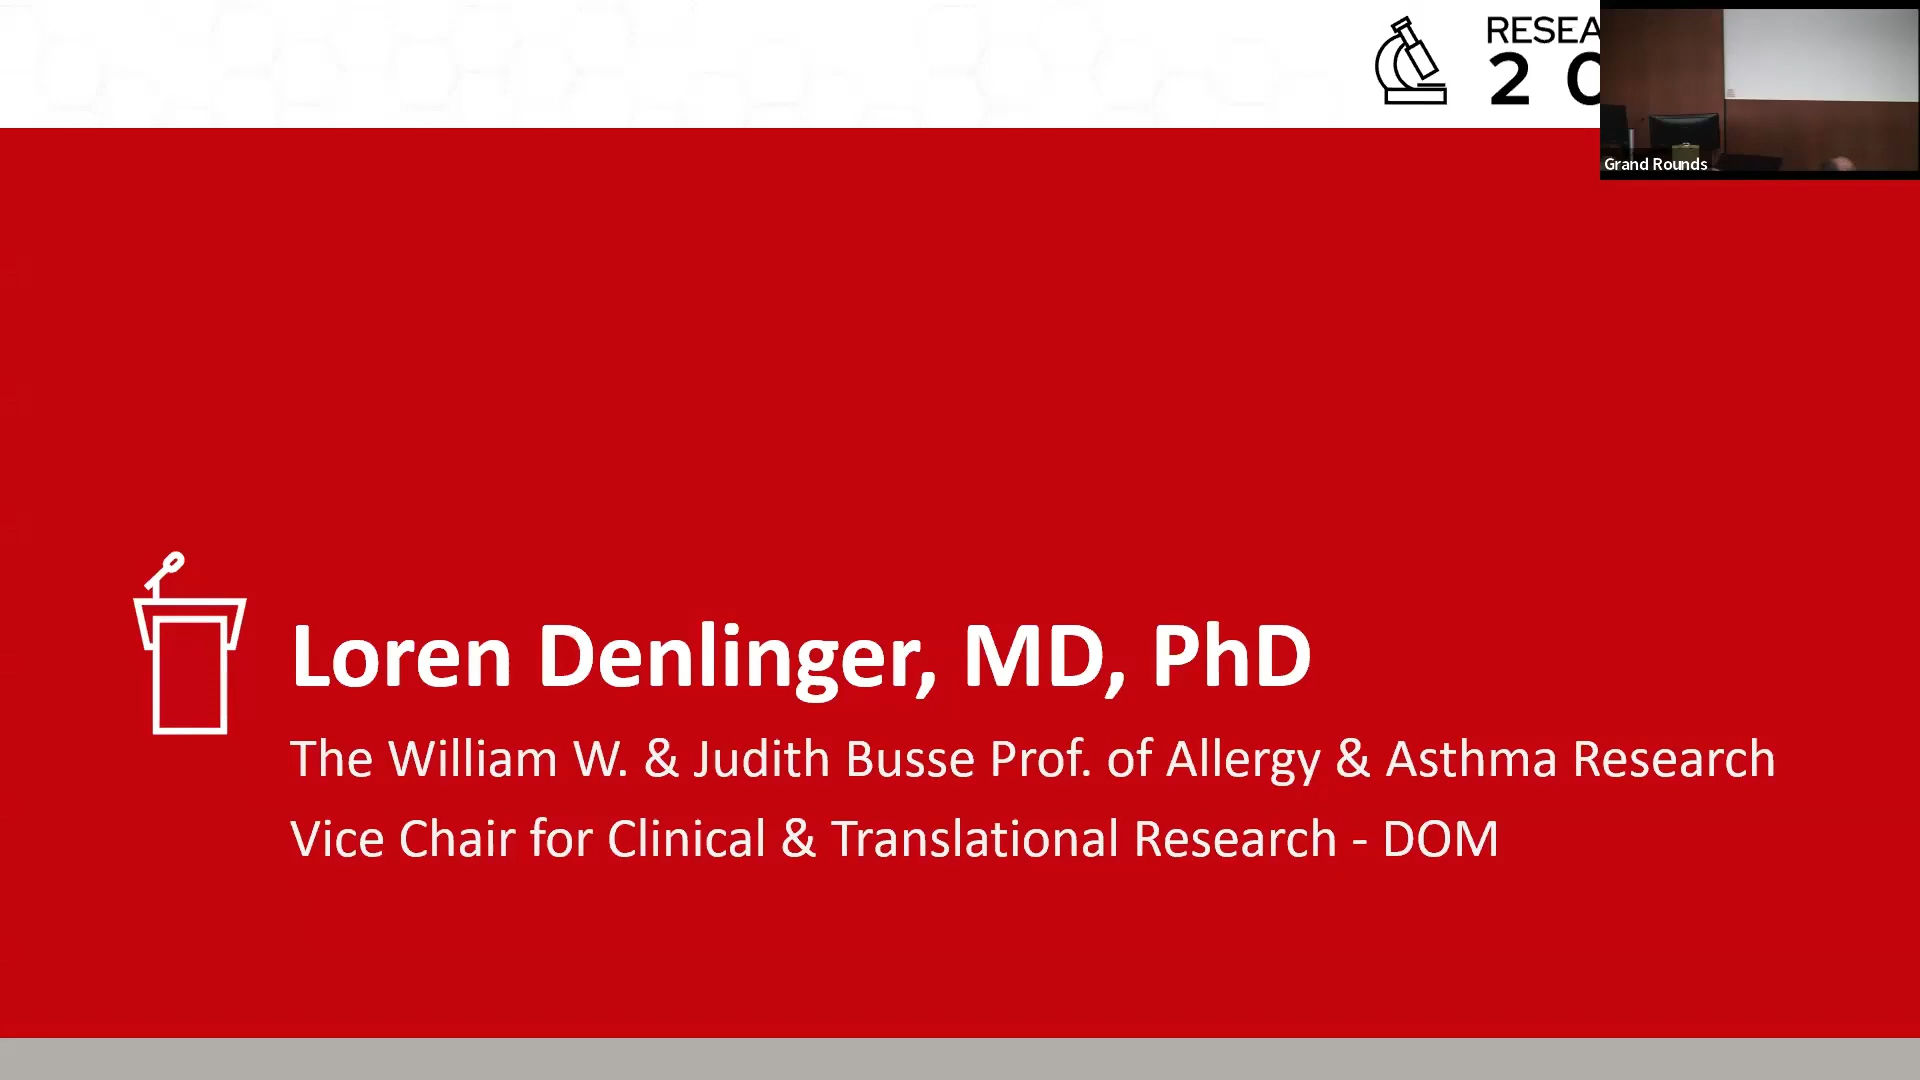 RESEA
2 0
Grand Rounds
Loren Denlinger, MD, PhD
The William W. & Judith Busse Prof. of Allergy & Asthma Research
Vice Chair for Clinical & Translational Research - DOM